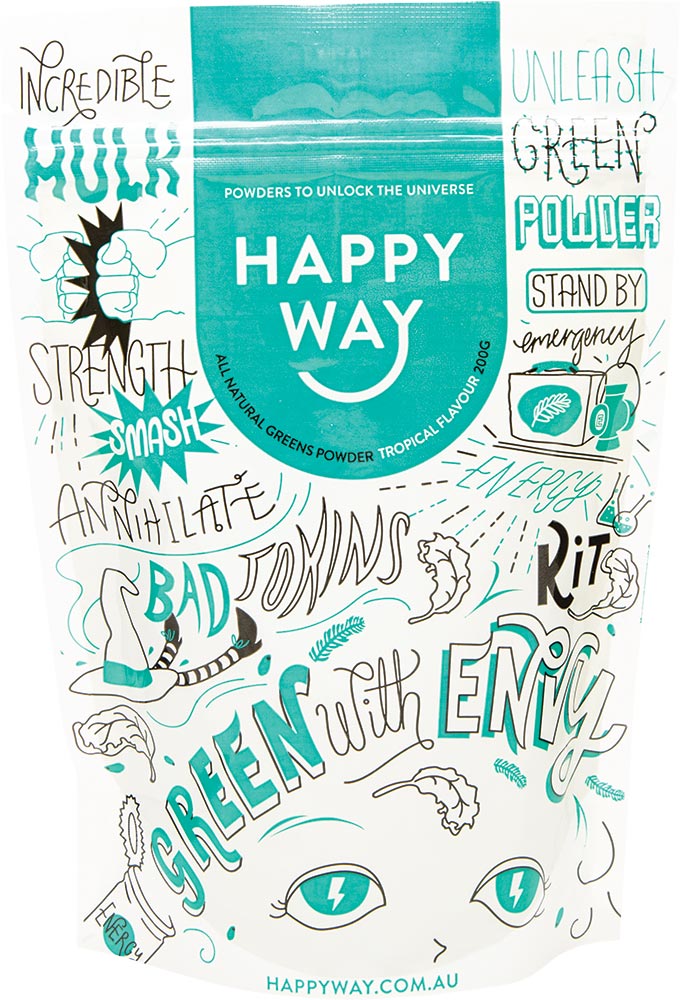 INCREDIBLE
HULK
STRENGTH
SMASH
ANNIHILATE
BAD TOXINS
POWDERS TO UNLOCK THE UNIVERSE
HAPPY
WAY
ALL NATURAL GREENS POWDER TROPICAL FLAVOUR 200G
UNLEASH
GREEN
POWDER
STAND BY
emergency
ENERGY
KiT
GREEN with ENVY
ENERGY
HAPPYWAY.COM.AU